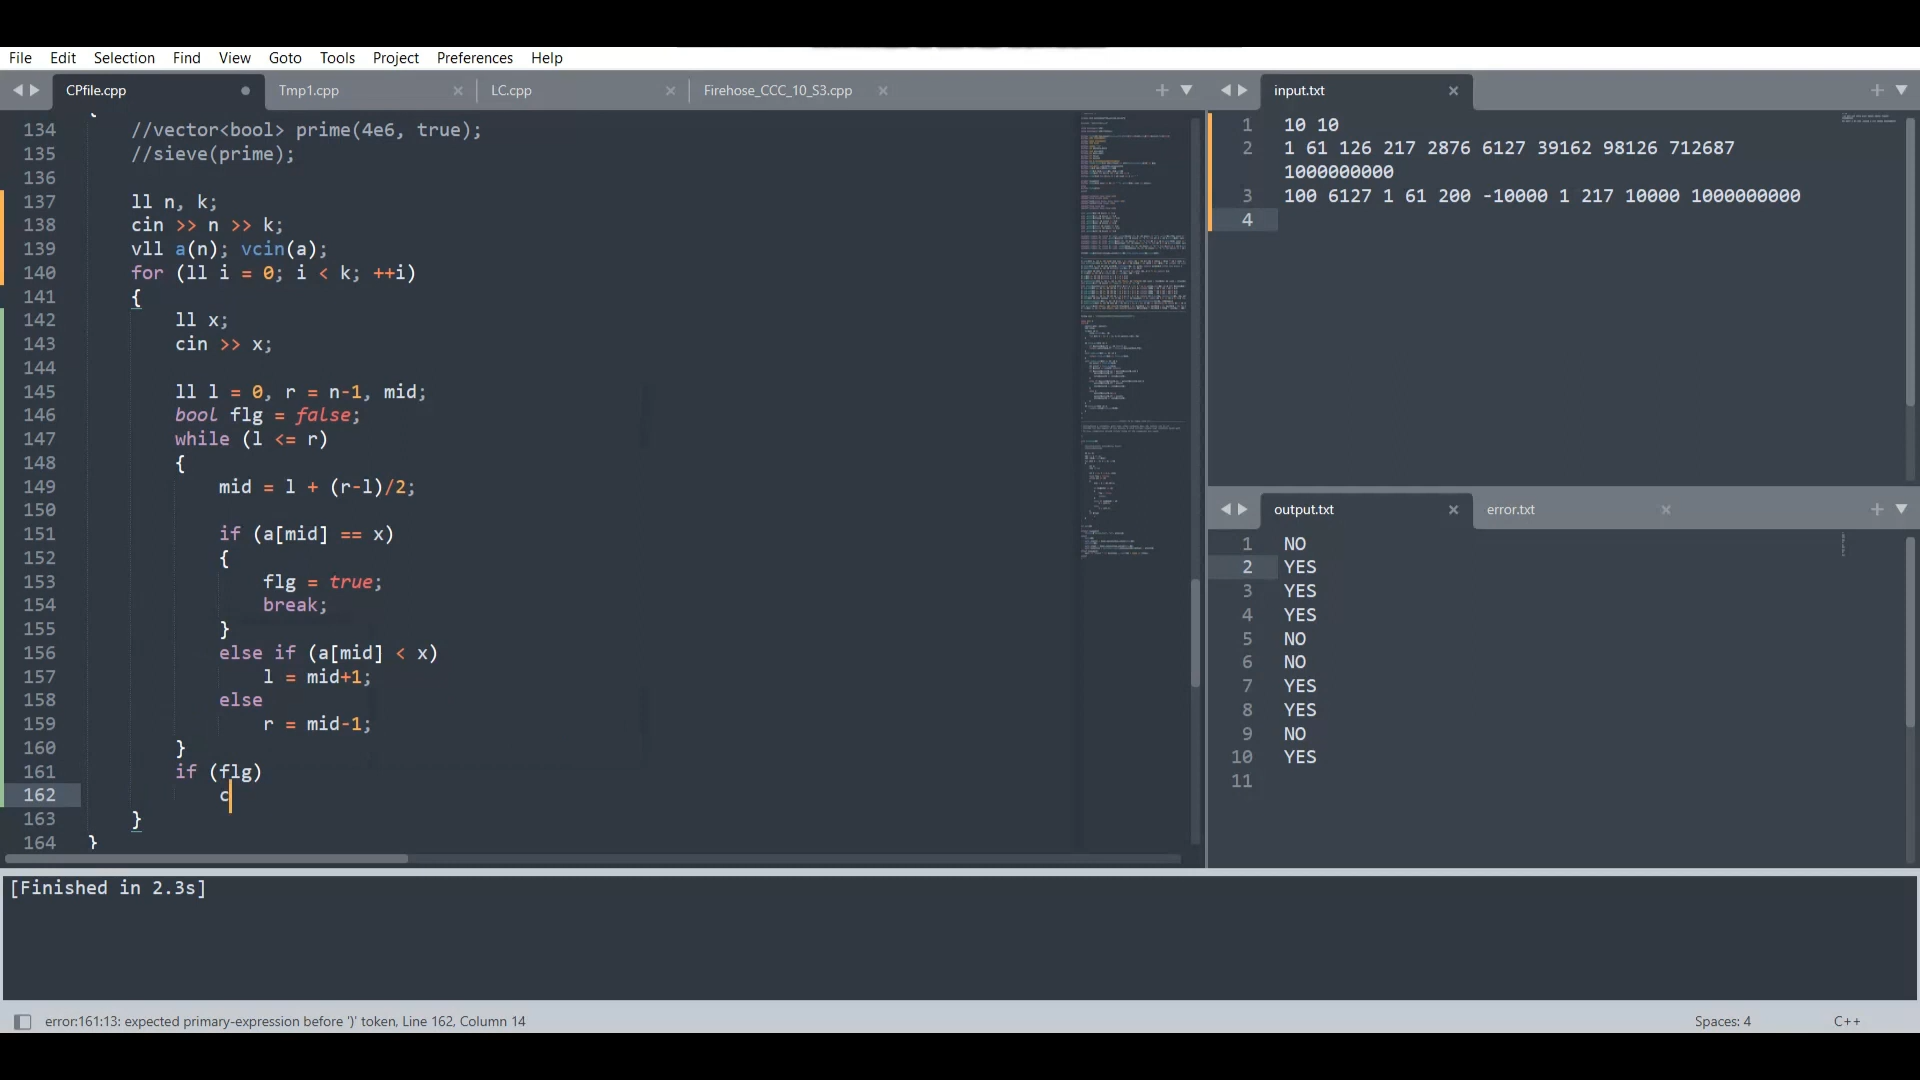 File Edit Selection Find View Goto Tools Project Preferences Help
CPfile.cpp Tmp1.cpp LC.cpp Firehose_CCC_10_S3.cpp
134 //vector<bool> prime(4e6, true);
135 //sieve(prime);
136
137 ll n, k;
138 cin >> n >> k;
139 vll a(n); vcin(a);
140 for (ll i = 0; i < k; ++i)
141 {
142 ll x;
143 cin >> x;
144
145 ll l = 0, r = n-1, mid;
146 bool flg = false;
147 while (l <= r)
148 {
149 mid = l + (r-l)/2;
150
151 if (a[mid] == x)
152 {
153 flg = true;
154 break;
155 }
156 else if (a[mid] < x)
157 l = mid+1;
158 else
159 r = mid-1;
160 }
161 if (flg)
162 c
163 }
164 }
input.txt
1 10 10
2 1 61 126 217 2876 6127 39162 98126 712687
1000000000
3 100 6127 1 61 200 -10000 1 217 10000 1000000000
4
output.txt error.txt
1 NO
2 YES
3 YES
4 YES
5 NO
6 NO
7 YES
8 YES
9 NO
10 YES
11
[Finished in 2.3s]
error:161:13: expected primary-expression before ')' token, Line 162, Column 14 Spaces: 4 C++